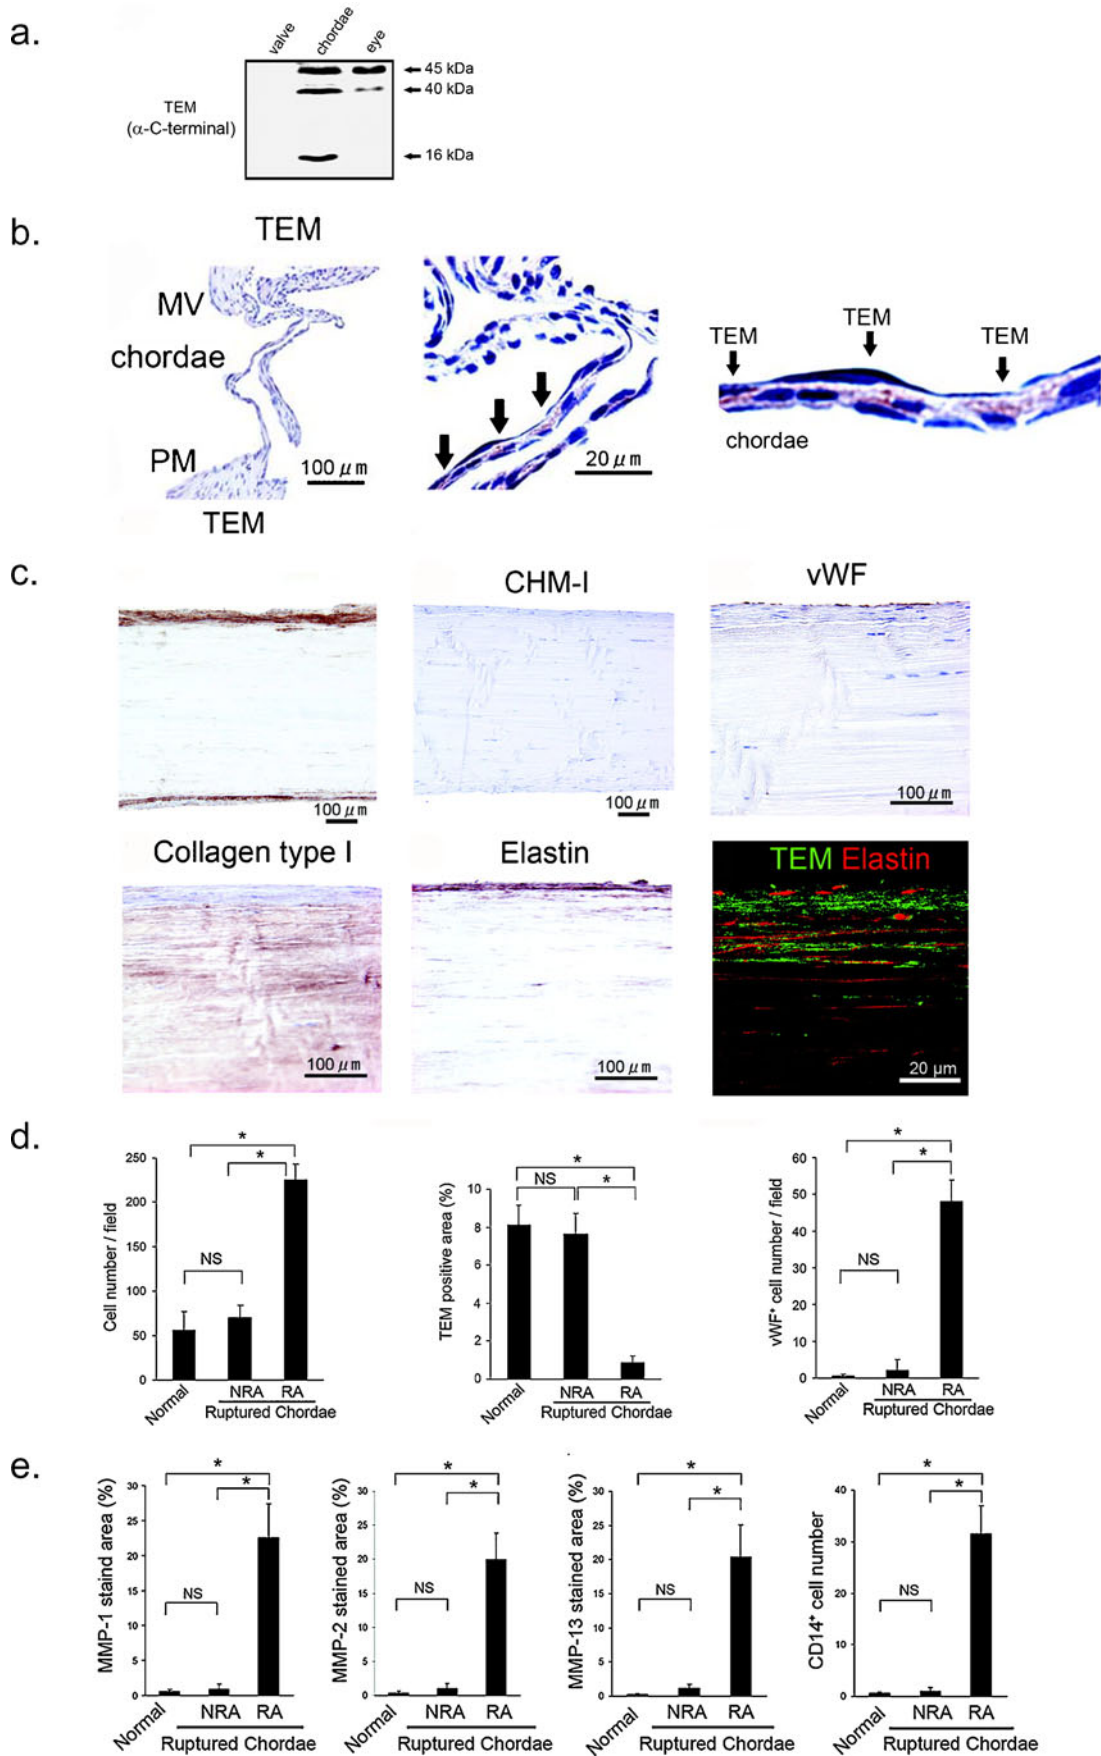 a.
valve chordae eye
TEM
(α-C-terminal)
45 kDa
40 kDa
16 kDa
b.
TEM
MV
chordae
PM
100 μm
20 μm
TEM TEM TEM
chordae
TEM
c.
CHM-I
vWF
100 μm
100 μm
100 μm
Collagen type I
Elastin
TEM Elastin
100 μm
100 μm
20 μm
d.
Cell number / field
250
200
150
100
50
0
*
*
NS
Normal NRA RA
Ruptured Chordae
TEM positive area (%)
10
8
6
4
2
0
*
NS *
Normal NRA RA
Ruptured Chordae
vWF⁺ cell number / field
60
50
40
30
20
10
0
*
*
NS
Normal NRA RA
Ruptured Chordae
e.
MMP-1 staind area (%)
30
25
20
15
10
5
0
*
*
NS
Normal NRA RA
Ruptured Chordae
MMP-2 stained area (%)
30
25
20
15
10
5
0
*
*
NS
Normal NRA RA
Ruptured Chordae
MMP-13 stained area (%)
30
25
20
15
10
5
0
*
*
NS
Normal NRA RA
Ruptured Chordae
CD14⁺ cell number
40
30
20
10
0
*
*
NS
Normal NRA RA
Ruptured Chordae